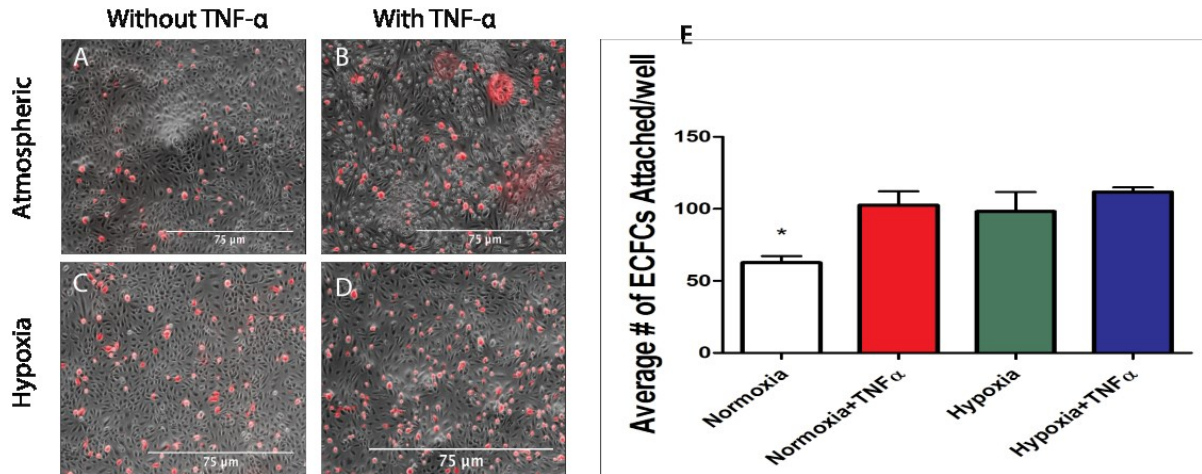 Without TNF-α
With TNF-α
Atmospheric
Hypoxia
A
75 µm
B
75 µm
C
75 µm
D
75 µm
E
Average # of ECFCs Attached/well
150
100
50
0
*
Normoxia
Normoxia+TNFα
Hypoxia
Hypoxia+TNFα